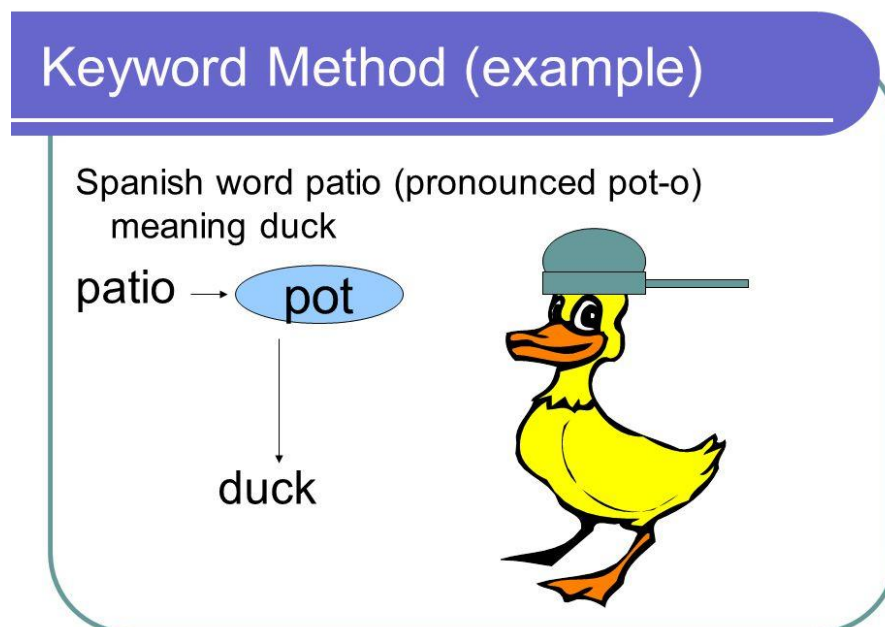 Keyword Method (example)
Spanish word patio (pronounced pot-o)
meaning duck
patio
pot
duck